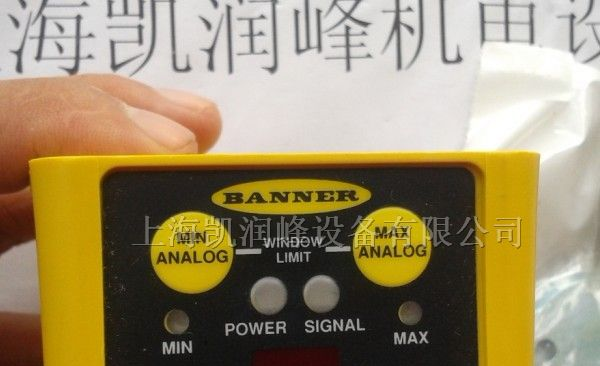 上海凯润峰机电设
BANNER
上海凯润峰设备有限公司
MIN ANALOG
WINDOW LIMIT
MAX ANALOG
POWER SIGNAL
MIN
MAX